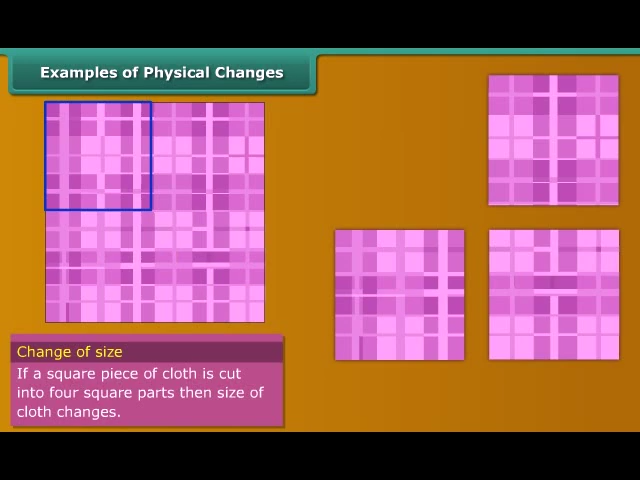 Examples of Physical Changes
Change of size
If a square piece of cloth is cut
into four square parts then size of
cloth changes.